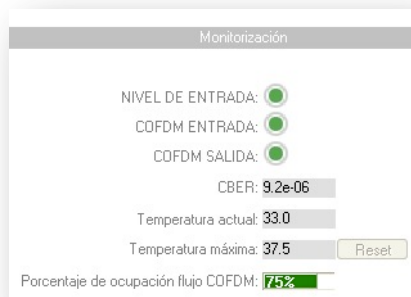 Monitorización
NIVEL DE ENTRADA:
COFDM ENTRADA:
COFDM SALIDA:
CBER: 9.2e-06
Temperatura actual: 33.0
Temperatura máxima: 37.5 Reset
Porcentaje de ocupación flujo COFDM: 75%